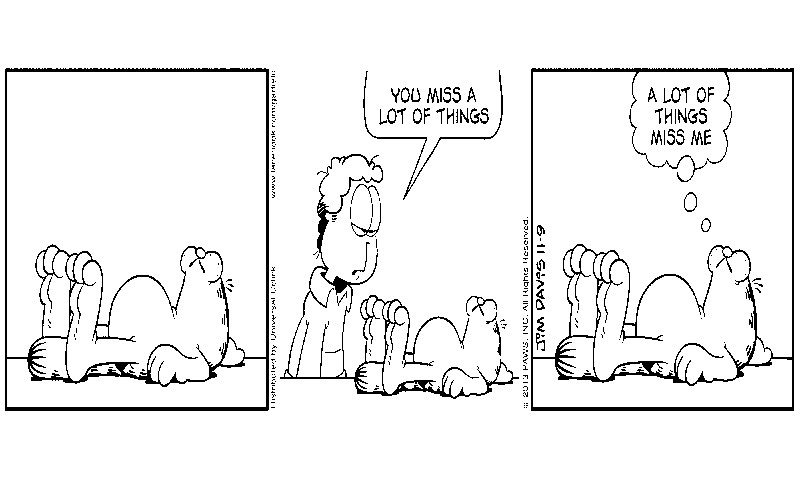 YOU MISS A
LOT OF THINGS
A LOT OF
THINGS
MISS ME
Distributed by Universal Uclick
© 2013 PAWS, INC. All Rights Reserved.
JIM DAVIS 11-9